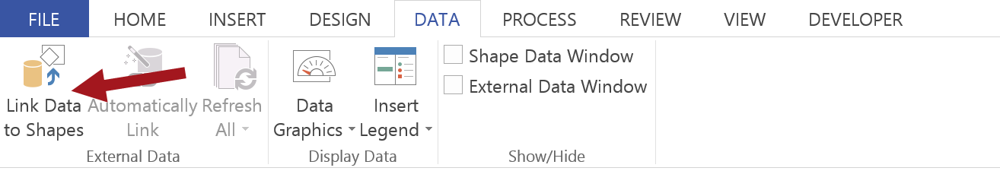 FILE HOME INSERT DESIGN DATA PROCESS REVIEW VIEW DEVELOPER
Link Data
to Shapes
Automatically
Link
Refresh
All
External Data
Data
Graphics
Insert
Legend
Display Data
Shape Data Window
External Data Window
Show/Hide